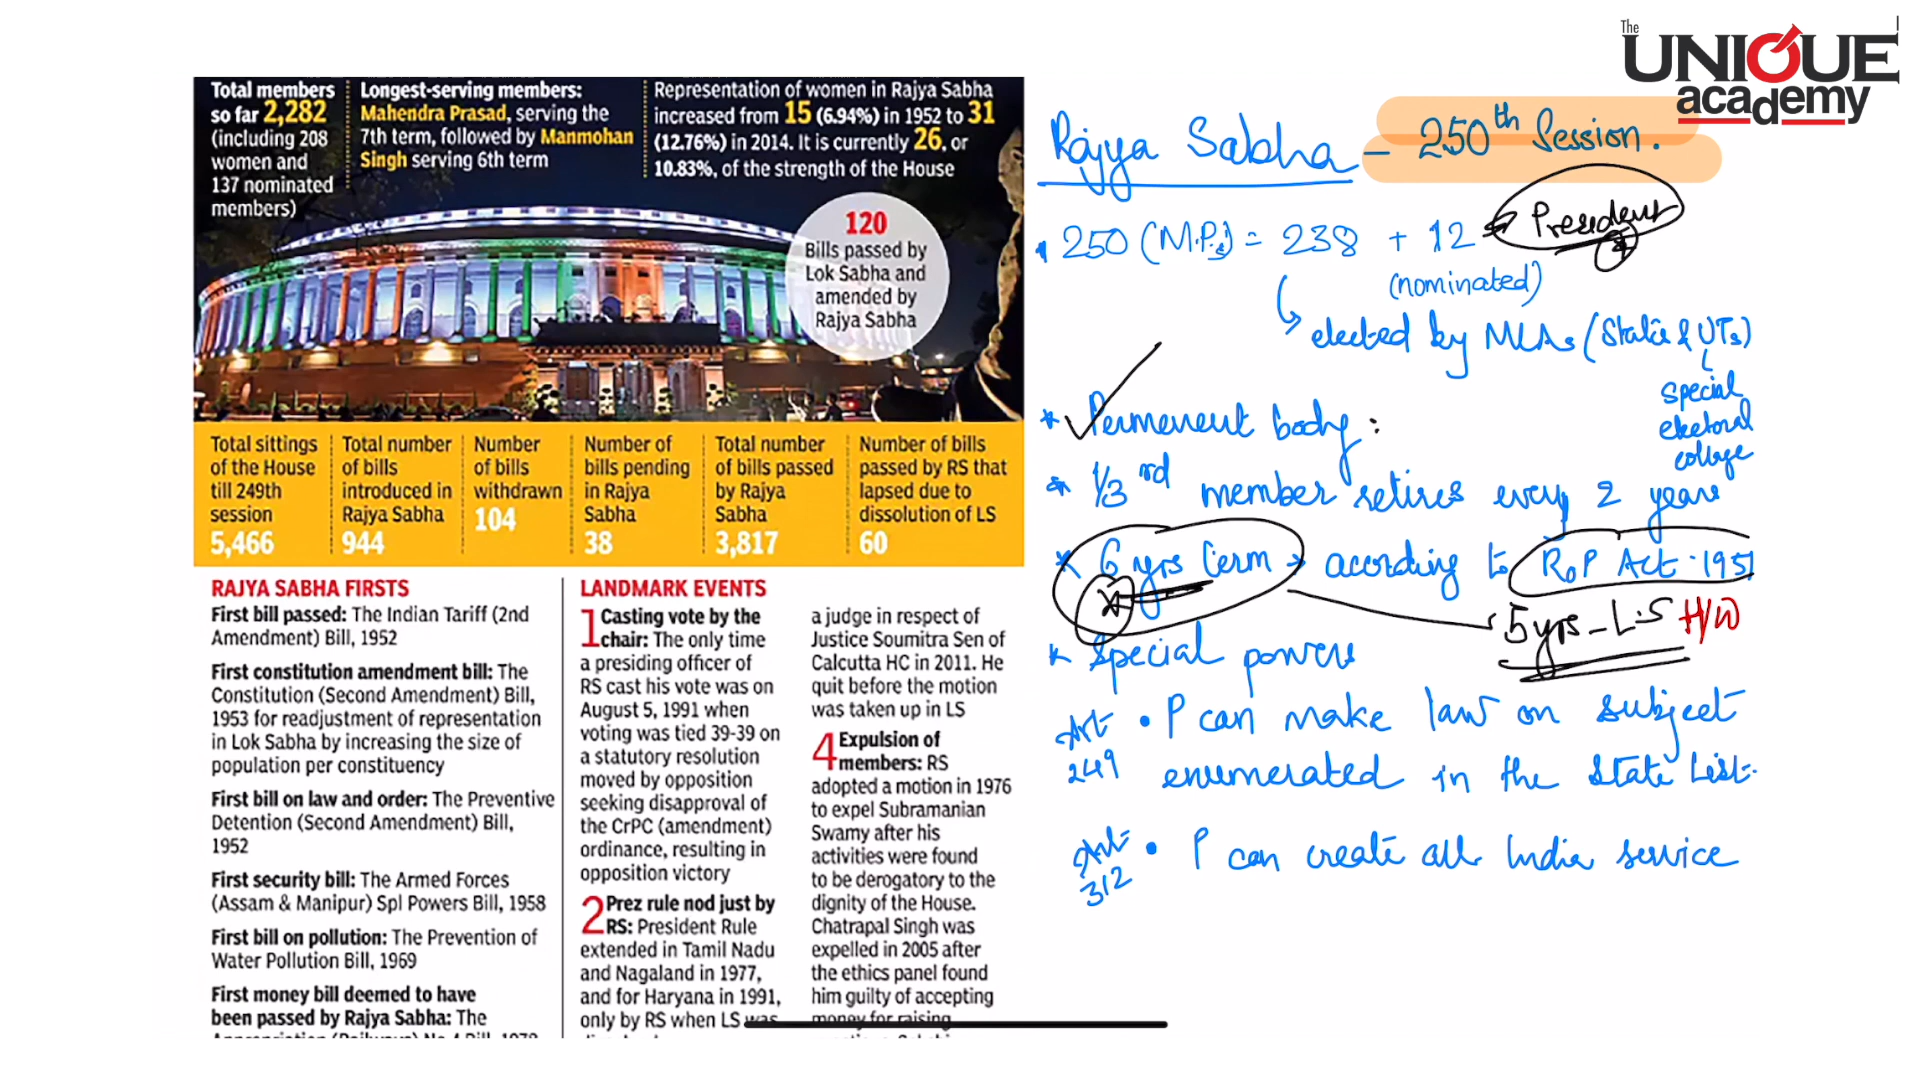 The
UNIQUE
academy
Total members
so far 2,282
(including 208
women and
137 nominated
members)
Longest-serving members:
Mahendra Prasad, serving the
7th term, followed by Manmohan
Singh serving 6th term
Representation of women in Rajya Sabha
increased from 15 (6.94%) in 1952 to 31
(12.76%) in 2014. It is currently 26, or
10.83%, of the strength of the House
120
Bills passed by
Lok Sabha and
amended by
Rajya Sabha
Total sittings
of the House
till 249th
session
5,466
Total number
of bills
introduced in
Rajya Sabha
944
Number
of bills
withdrawn
104
Number of
bills pending
in Rajya
Sabha
38
Total number
of bills passed
by Rajya
Sabha
3,817
Number of bills
passed by RS that
lapsed due to
dissolution of LS
60
RAJYA SABHA FIRSTS
First bill passed: The Indian Tariff (2nd
Amendment) Bill, 1952
First constitution amendment bill: The
Constitution (Second Amendment) Bill,
1953 for readjustment of representation
in Lok Sabha by increasing the size of
population per constituency
First bill on law and order: The Preventive
Detention (Second Amendment) Bill,
1952
First security bill: The Armed Forces
(Assam & Manipur) Spl Powers Bill, 1958
First bill on pollution: The Prevention of
Water Pollution Bill, 1969
First money bill deemed to have
been passed by Rajya Sabha: The
LANDMARK EVENTS
1 Casting vote by the
chair: The only time
a presiding officer of
RS cast his vote was on
August 5, 1991 when
voting was tied 39-39 on
a statutory resolution
moved by opposition
seeking disapproval of
the CrPC (amendment)
ordinance, resulting in
opposition victory
2 Prez rule nod just by
RS: President Rule
extended in Tamil Nadu
and Nagaland in 1977,
and for Haryana in 1991,
only by RS when LS was
a judge in respect of
Justice Soumitra Sen of
Calcutta HC in 2011. He
quit before the motion
was taken up in LS
4 Expulsion of
members: RS
adopted a motion in 1976
to expel Subramanian
Swamy after his
activities were found
to be derogatory to the
dignity of the House.
Chatrapal Singh was
expelled in 2005 after
the ethics panel found
him guilty of accepting
money for raising
Rajya Sabha - 250th Session.
250 (M.P.s) = 238 + 12 President
(nominated)
elected by MLAs (State & UTs)
special
electoral
college
* Permenent body:
* 1/3rd member retires every 2 years
* 6 yrs term → according to RoP Act-1951
5 yrs - L.S H/W
* Special powers
Art 249 • P can make law on subject
enumerated in the State List.
Art 312 • P can create all India service